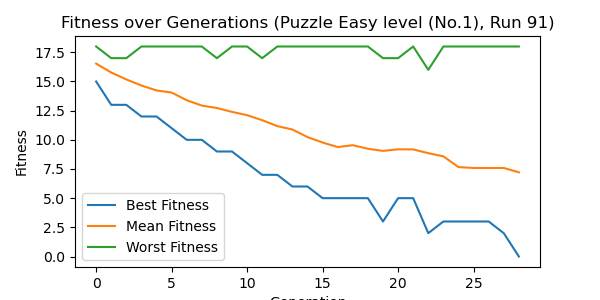 Fitness over Generations (Puzzle Easy level (No.1), Run 91)
Fitness
17.5
15.0
12.5
10.0
7.5
5.0
2.5
0.0
Best Fitness
Mean Fitness
Worst Fitness
0 5 10 15 20 25
Generation